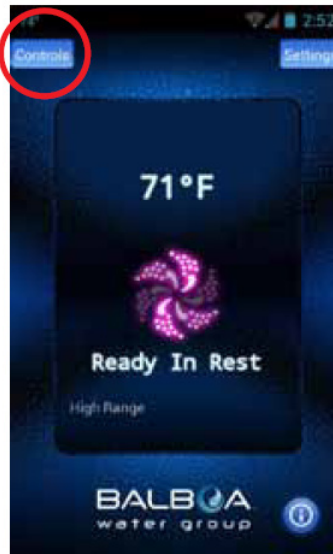 2:52
Controls
Settings
71°F
Ready In Rest
High Range
BALBOA
water group